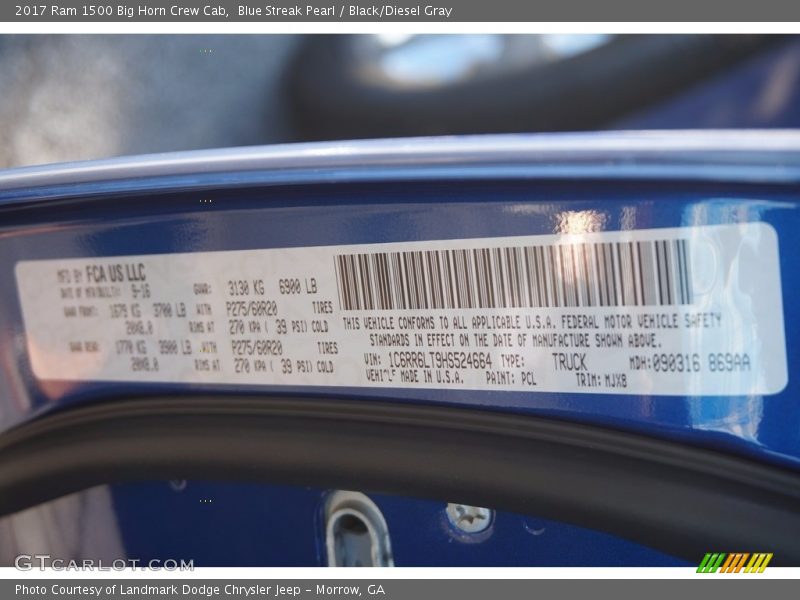 2017 Ram 1500 Big Horn Crew Cab,  Blue Streak Pearl / Black/Diesel Gray
MFD BY FCA US LLC
DATE OF MFR/BUILT: 9-16 GVWR: 3130 KG 6900 LB
GAWR FRONT: 1679 KG 3700 LB WITH P275/60R20 TIRES
20X8.0 RIMS AT 270 KPA ( 39 PSI) COLD
GAWR REAR: 1770 KG 3900 LB WITH P275/60R20 TIRES
20X8.0 RIMS AT 270 KPA ( 39 PSI) COLD
THIS VEHICLE CONFORMS TO ALL APPLICABLE U.S.A. FEDERAL MOTOR VEHICLE SAFETY
STANDARDS IN EFFECT ON THE DATE OF MANUFACTURE SHOWN ABOVE.
VIN: 1C6RR6LT9HS524664 TYPE: TRUCK MDH: 090316 869AA
VEHICLE MADE IN U.S.A. PAINT: PCL TRIM: MJX8
GTCARLOT.COM
Photo Courtesy of Landmark Dodge Chrysler Jeep – Morrow, GA